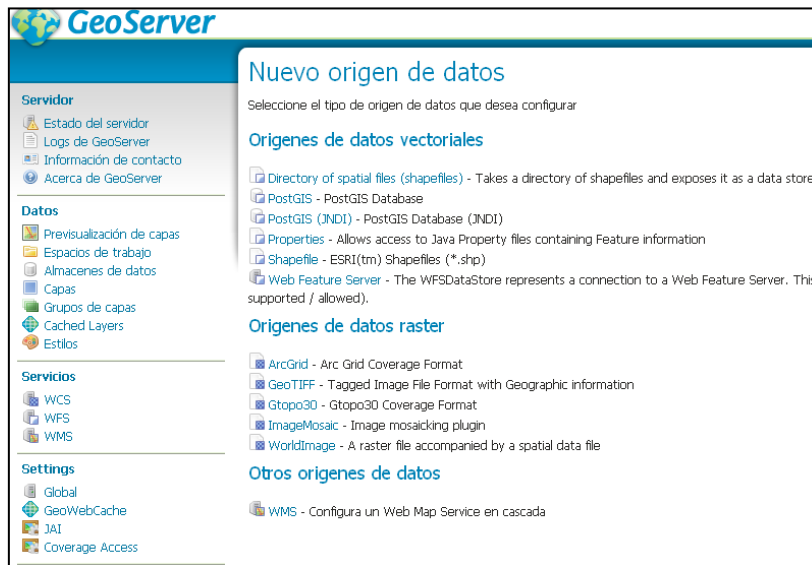 GeoServer
Servidor
Estado del servidor
Logs de GeoServer
Información de contacto
Acerca de GeoServer
Datos
Previsualización de capas
Espacios de trabajo
Almacenes de datos
Capas
Grupos de capas
Cached Layers
Estilos
Servicios
WCS
WFS
WMS
Settings
Global
GeoWebCache
JAI
Coverage Access
Nuevo origen de datos
Seleccione el tipo de origen de datos que desea configurar
Origenes de datos vectoriales
Directory of spatial files (shapefiles) - Takes a directory of shapefiles and exposes it as a data store
PostGIS - PostGIS Database
PostGIS (JNDI) - PostGIS Database (JNDI)
Properties - Allows access to Java Property files containing Feature information
Shapefile - ESRI(tm) Shapefiles (*.shp)
Web Feature Server - The WFSDataStore represents a connection to a Web Feature Server. This
supported / allowed).
Origenes de datos raster
ArcGrid - Arc Grid Coverage Format
GeoTIFF - Tagged Image File Format with Geographic information
Gtopo30 - Gtopo30 Coverage Format
ImageMosaic - Image mosaicking plugin
WorldImage - A raster file accompanied by a spatial data file
Otros origenes de datos
WMS - Configura un Web Map Service en cascada